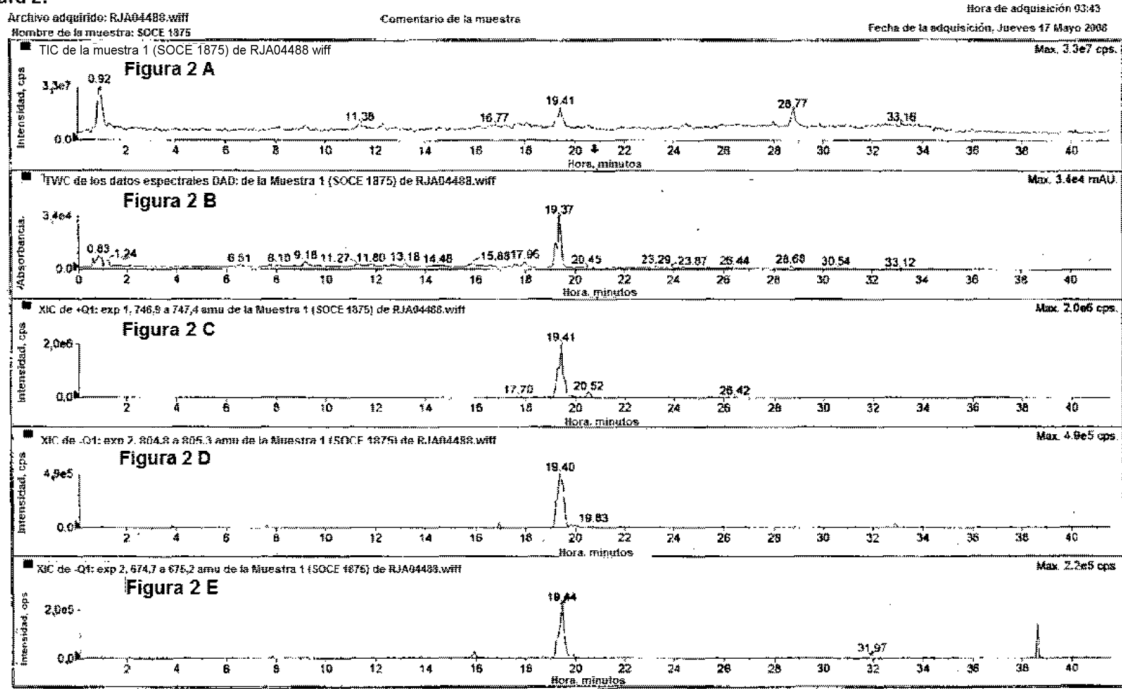 Archivo adquirido: RJA04488.wiff
Comentario de la muestra
Hora de adquisición 03:43
Nombre de la muestra: SOCE 1875
Fecha de la adquisición, Jueves 17 Mayo 2006
TIC de la muestra 1 (SOCE 1875) de RJA04488 wiff
Max. 3.3e7 cps.
Figura 2 A
Intensidad, cps
3,3e7
0.0
0.92
11.38
16.77
19.41
28.77
33.16
2 4 6 8 10 12 14 16 18 20 22 24 26 28 30 32 34 36 38 40
Hora, minutos
TWC de los datos espectrales DAD: de la Muestra 1 (SOCE 1875) de RJA04488.wiff
Max. 3.4e4 mAU.
Figura 2 B
Absorbancia.
3,4e4
0.0
0.83 1.24 6.51 8.10 9.18 11.27 11.80 13.18 14.48 15.88 17.96 19.37 20.45 23.29 23.87 26.44 28.68 30.54 33.12
0 2 4 6 8 10 12 14 16 18 20 22 24 26 28 30 32 34 36 38 40
Hora, minutos
XIC de +Q1: exp 1, 746,9 a 747,4 amu de la Muestra 1 (SOCE 1875) de RJA04488.wiff
Max. 2.0e6 cps.
Figura 2 C
Intensidad, cps
2,0e6
0,0
17.70
19.41
20.52
26.42
2 4 6 8 10 12 14 16 18 20 22 24 26 28 30 32 34 36 38 40
Hora, minutos
XIC de -Q1: exp 2, 804,8 a 805,3 amu de la Muestra 1 (SOCE 1875) de RJA04488.wiff
Max. 4.9e5 cps.
Figura 2 D
Intensidad, cps
4,9e5
0.0
19.40
19.83
2 4 6 8 10 12 14 16 18 20 22 24 26 28 30 32 34 36 38 40
Hora, minutos
XIC de -Q1: exp 2, 674,7 a 675,2 amu de la Muestra 1 (SOCE 1875) de RJA04488.wiff
Max. 2.2e5 cps
Figura 2 E
Intensidad, cps
2,0e5
0,0
19.44
31.97
2 4 6 8 10 12 14 16 18 20 22 24 26 28 30 32 34 36 38 40
Hora, minutos